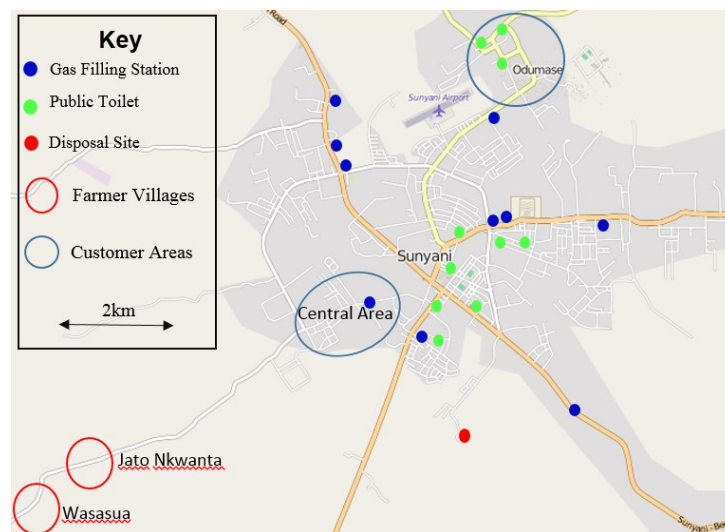 Key
Gas Filling Station
Public Toilet
Disposal Site
Farmer Villages
Customer Areas
2km
Road
Odumase
Sunyani Airport
Sunyani
Central Area
Jato Nkwanta
Wasasua
Sunyani - Be